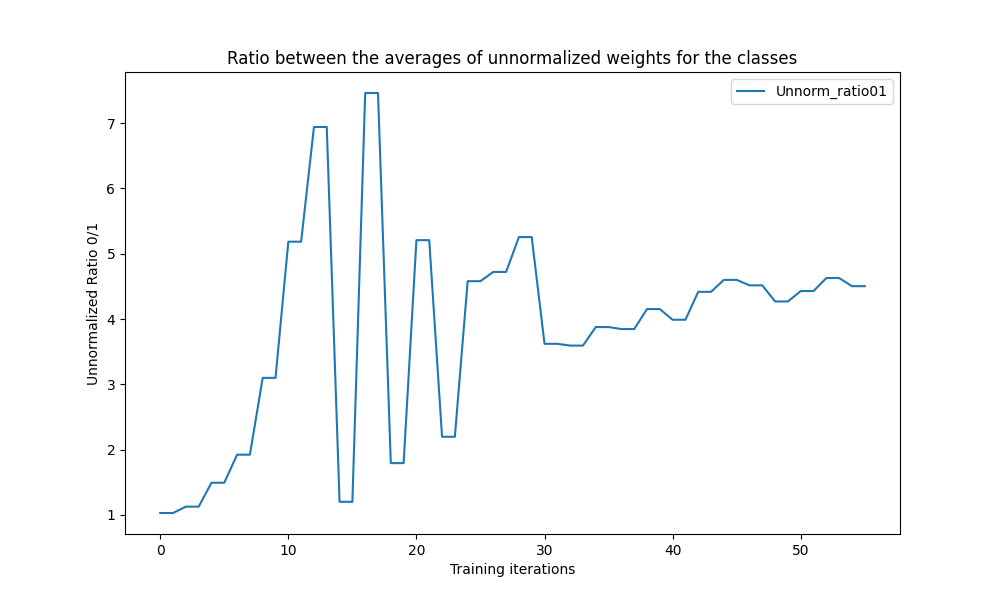 Ratio between the averages of unnormalized weights for the classes
Unnorm_ratio01
Unnormalized Ratio 0/1
7
6
5
4
3
2
1
0 10 20 30 40 50
Training iterations